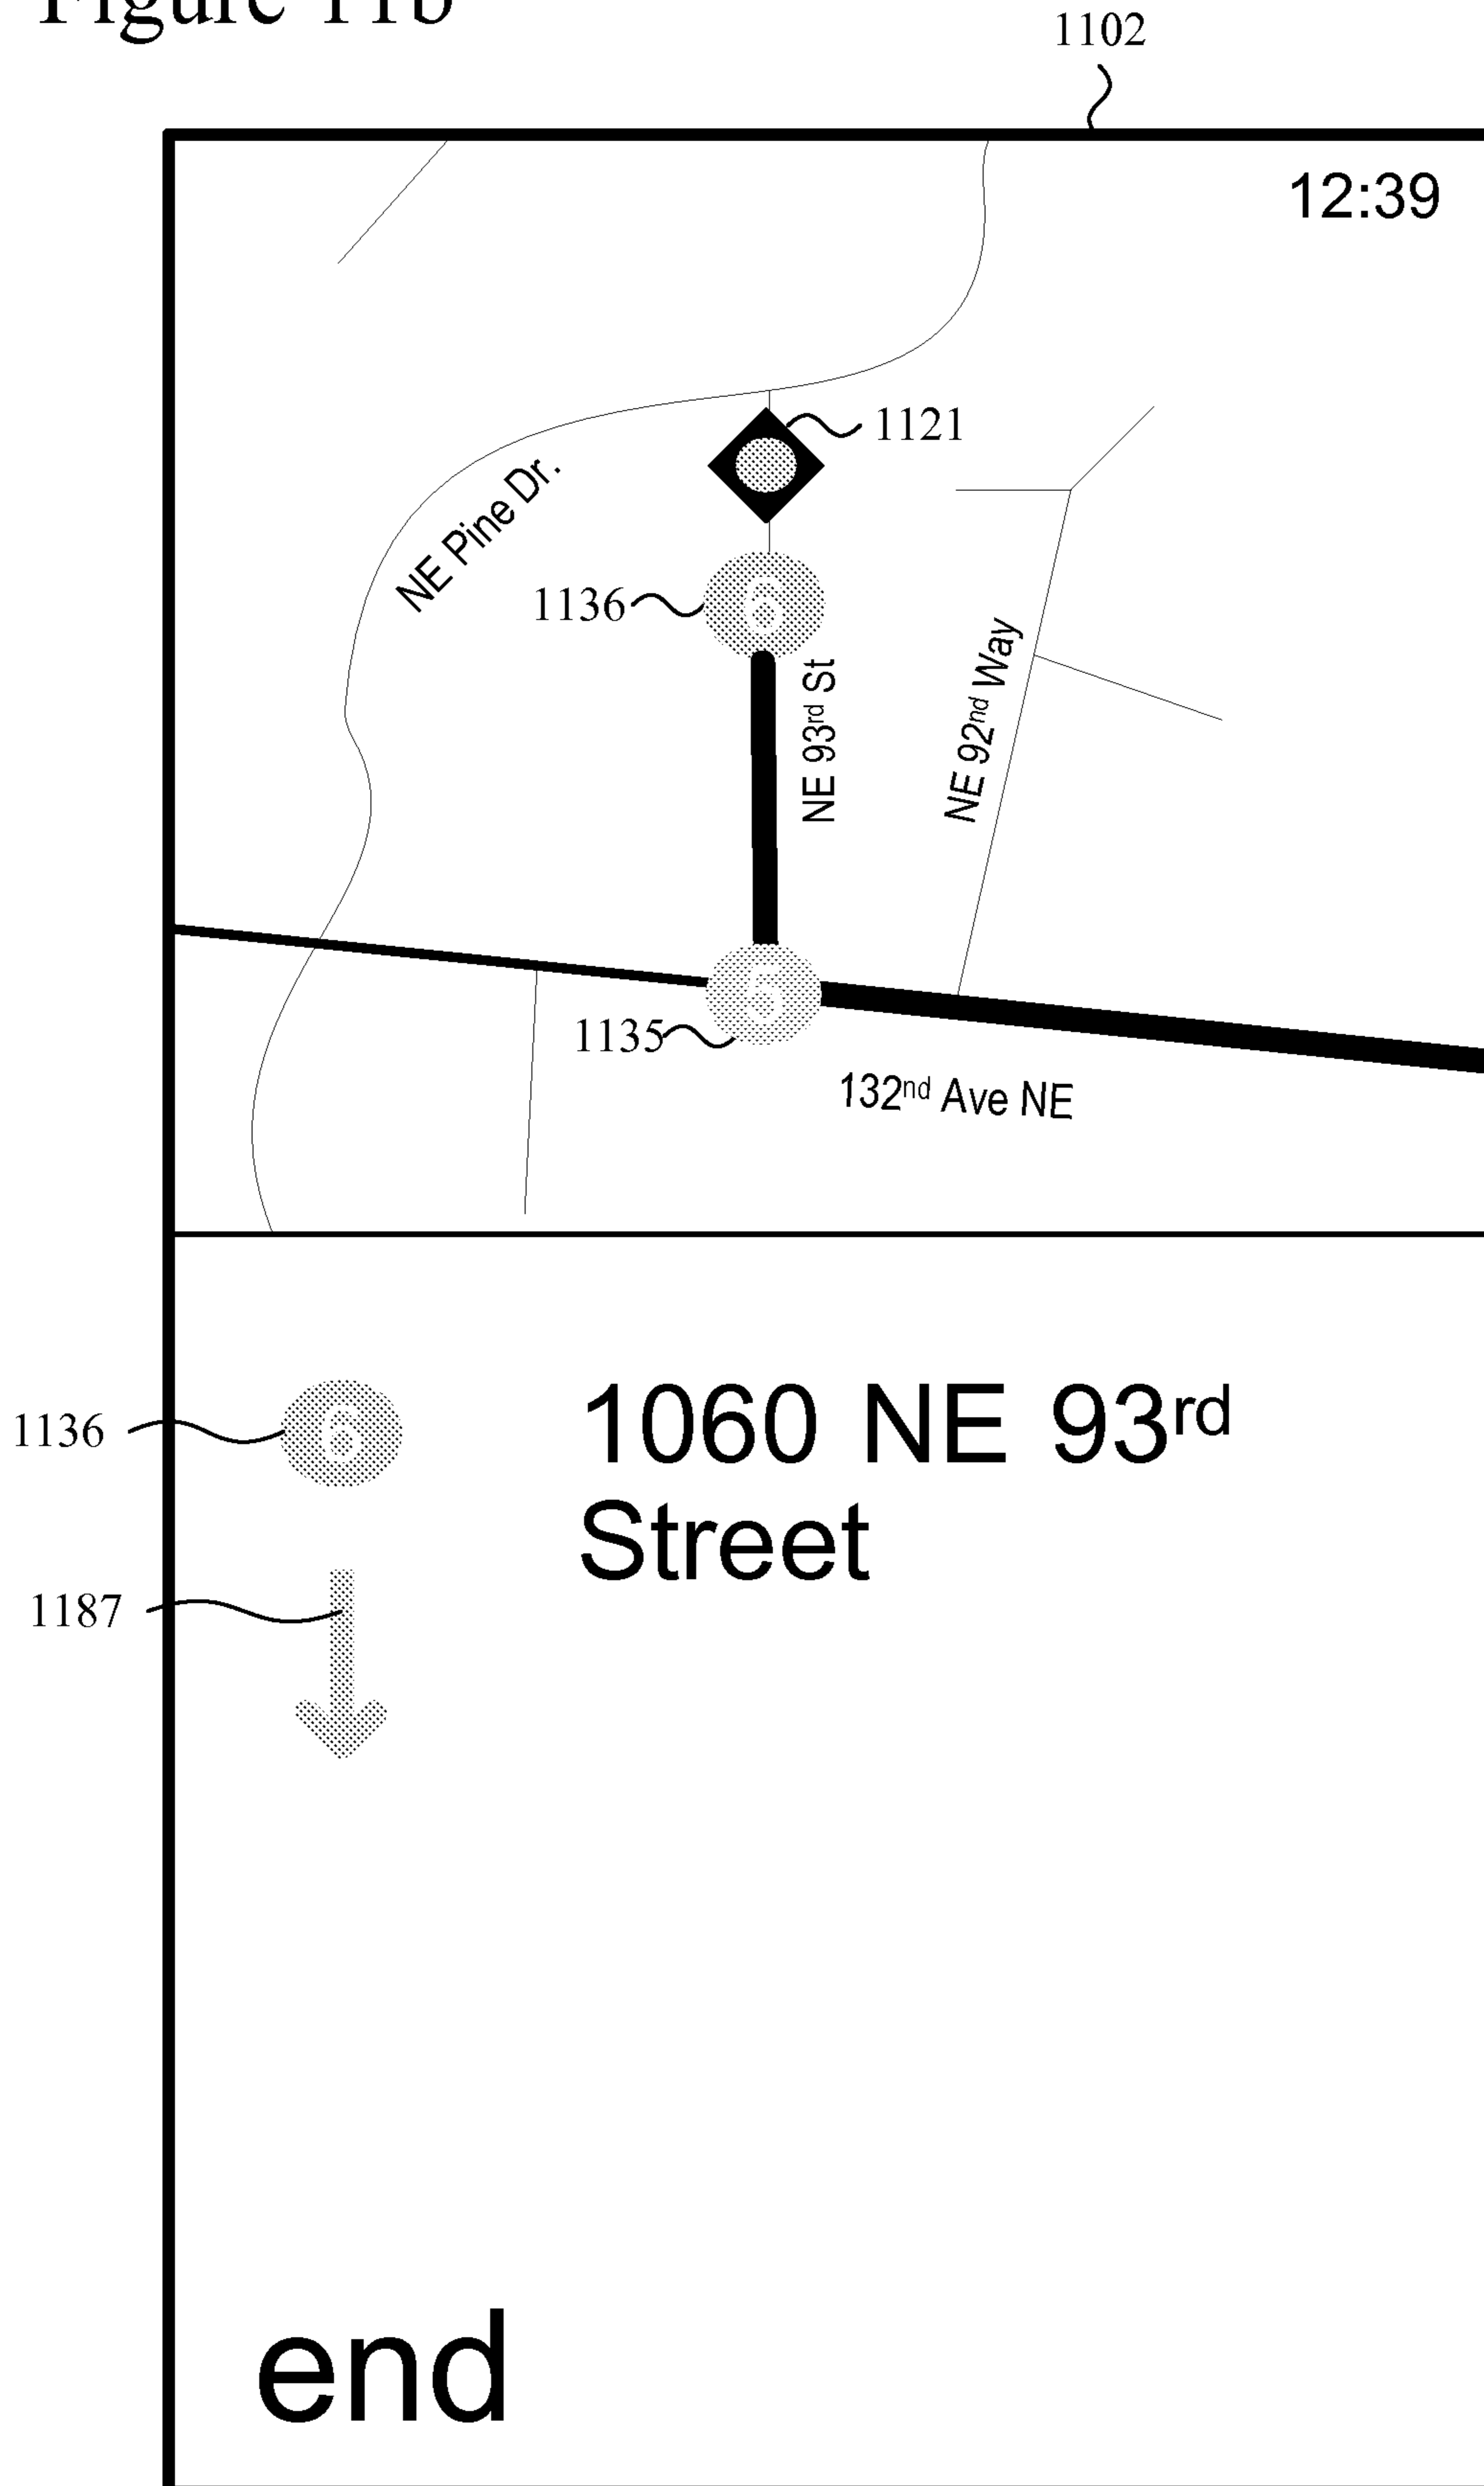 Figure 11b
1102
12:39
1121
NE Pine Dr.
1136
6
NE 93rd St
NE 92nd Way
5
1135
132nd Ave NE
1136
6
1060 NE 93rd
Street
1187
end